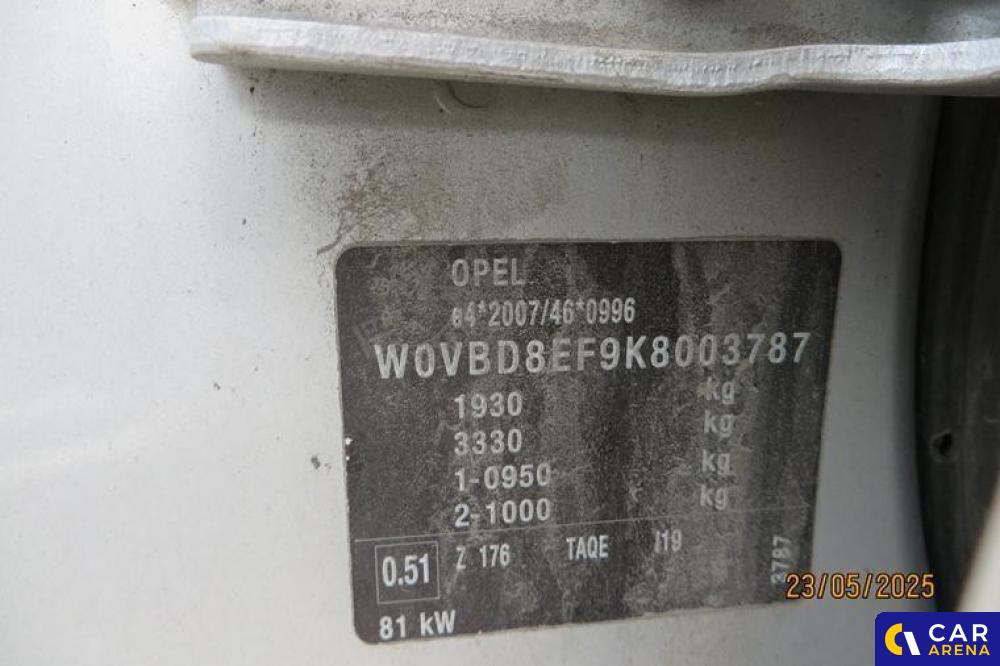 OPEL
e4*2007/46*0996
W0VBD8EF9K8003787
1930 kg
3330 kg
1-0950 kg
2-1000 kg
0.51 Z 176 TAQE I19
3787
81 kW
23/05/2025
CAR
ARENA